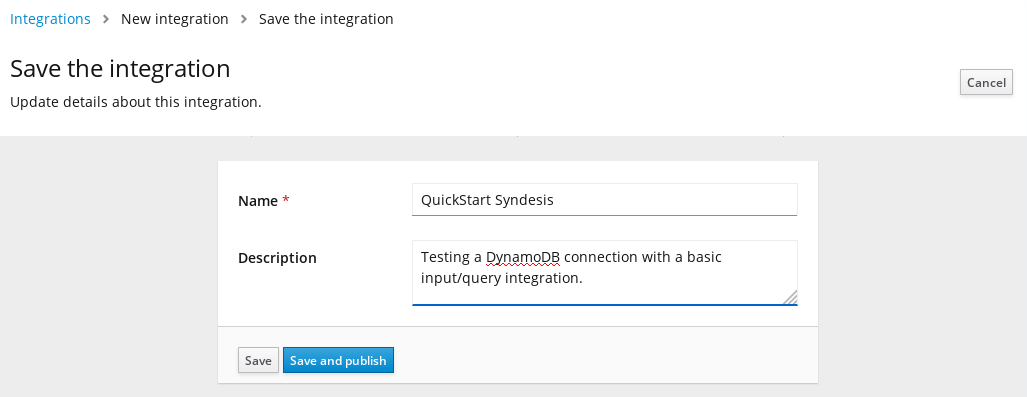 Integrations > New integration > Save the integration
Save the integration
Cancel
Update details about this integration.
Name *
QuickStart Syndesis
Description
Testing a DynamoDB connection with a basic
input/query integration.
Save
Save and publish